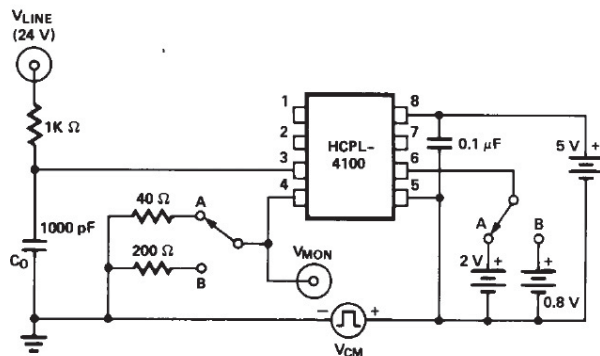 VLINE
(24 V)
1K Ω
1000 pF
CO
40 Ω
A
200 Ω
B
VMON
1
2
3
4
HCPL-
4100
8
7
6
5
0.1 μF
5 V
+
A
B
2 V
+
+
0.8 V
−
+
VCM